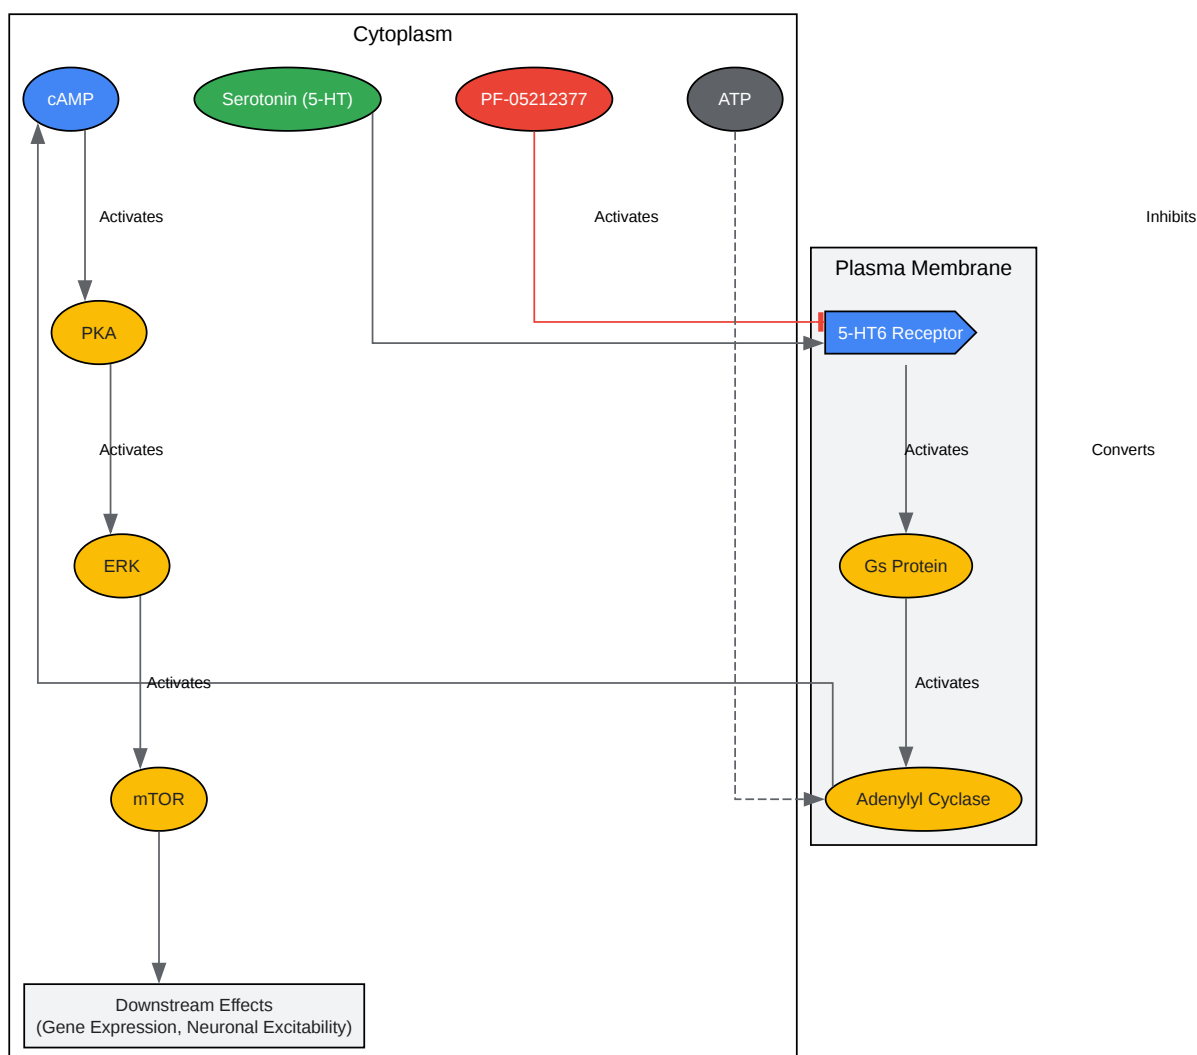 Cytoplasm
cAMP
Serotonin (5-HT)
PF-05212377
ATP
Activates
Activates
Inhibits
Plasma Membrane
PKA
5-HT6 Receptor
Activates
Activates
Converts
ERK
Gs Protein
Activates
Activates
mTOR
Adenylyl Cyclase
Downstream Effects
(Gene Expression, Neuronal Excitability)